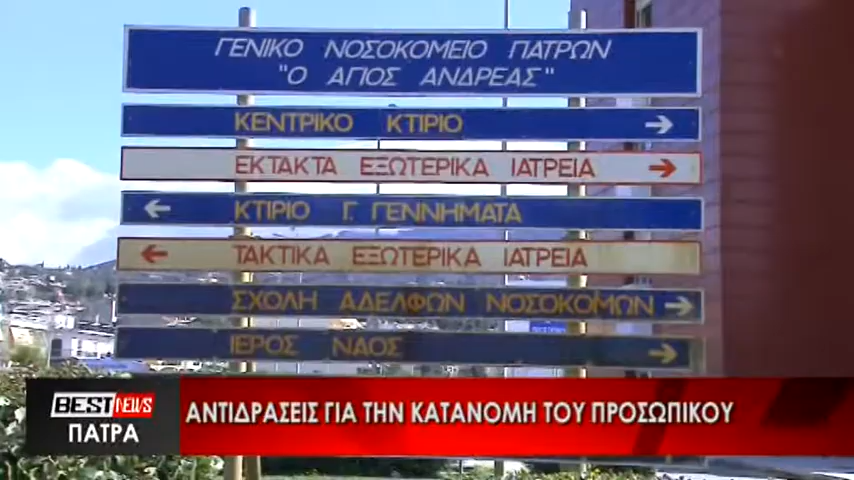 ΓΕΝΙΚΟ ΝΟΣΟΚΟΜΕΙΟ ΠΑΤΡΩΝ
"Ο ΑΓΙΟΣ ΑΝΔΡΕΑΣ"
ΚΕΝΤΡΙΚΟ ΚΤΙΡΙΟ →
ΕΚΤΑΚΤΑ ΕΞΩΤΕΡΙΚΑ ΙΑΤΡΕΙΑ →
← ΚΤΙΡΙΟ Γ. ΓΕΝΝΗΜΑΤΑ
← ΤΑΚΤΙΚΑ ΕΞΩΤΕΡΙΚΑ ΙΑΤΡΕΙΑ
ΣΧΟΛΗ ΑΔΕΛΦΩΝ ΝΟΣΟΚΟΜΩΝ →
ΙΕΡΟΣ ΝΑΟΣ →
BEST NEWS
ΠΑΤΡΑ
ΑΝΤΙΔΡΑΣΕΙΣ ΓΙΑ ΤΗΝ ΚΑΤΑΝΟΜΗ ΤΟΥ ΠΡΟΣΩΠΙΚΟΥ